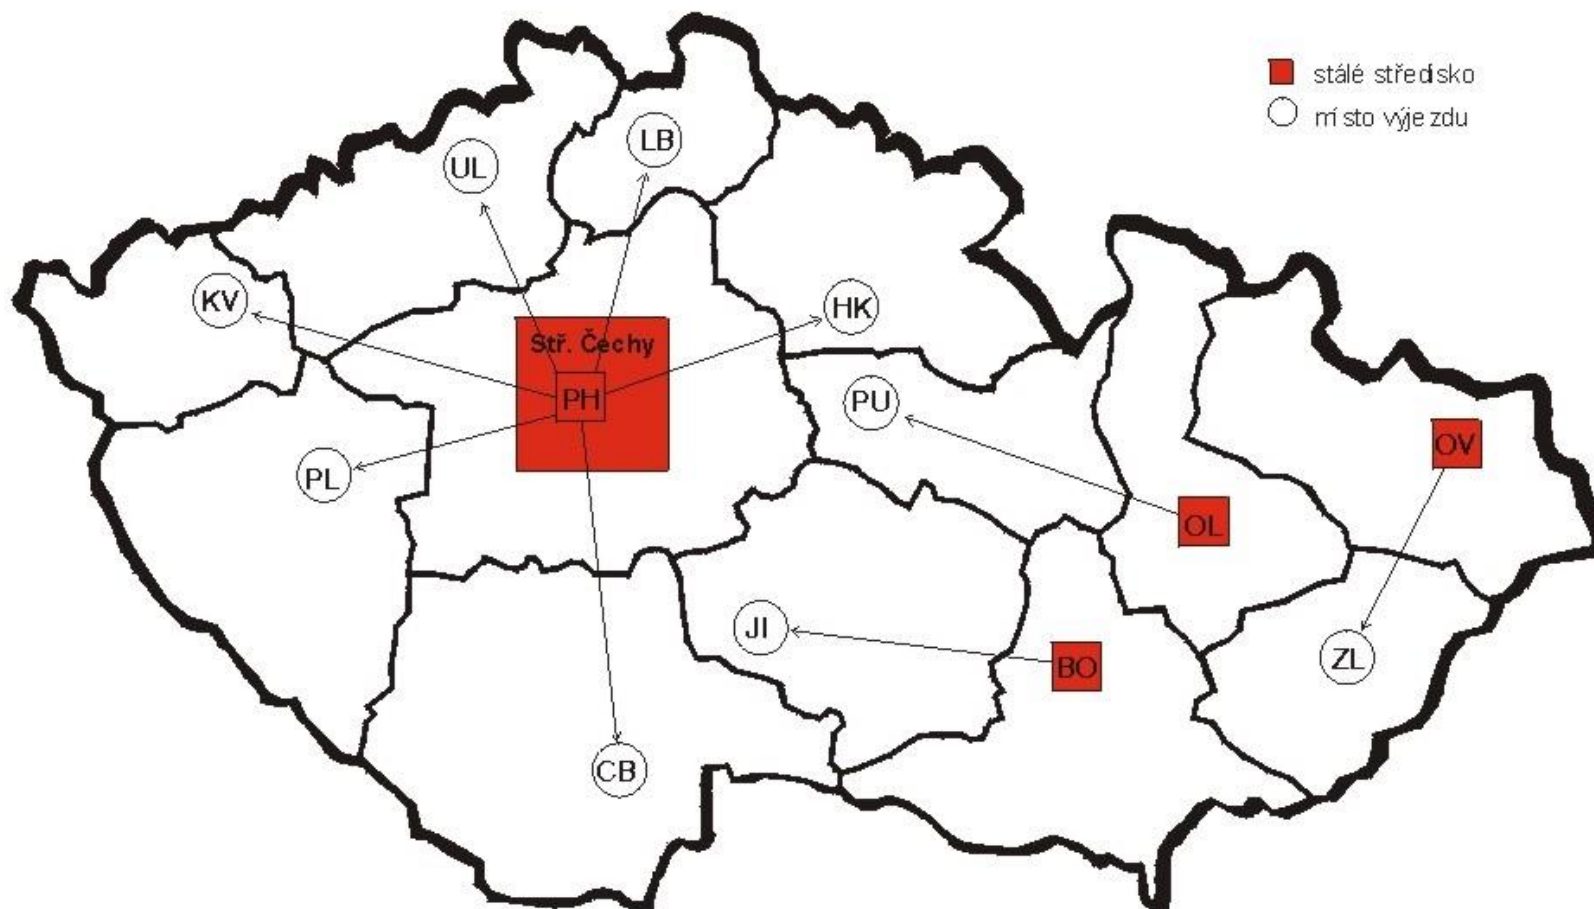 stálé středisko
místo výjezdu
LB
UL
KV
HK
Stř. Čechy
PH
PU
OV
PL
OL
JI
BO
ZL
CB